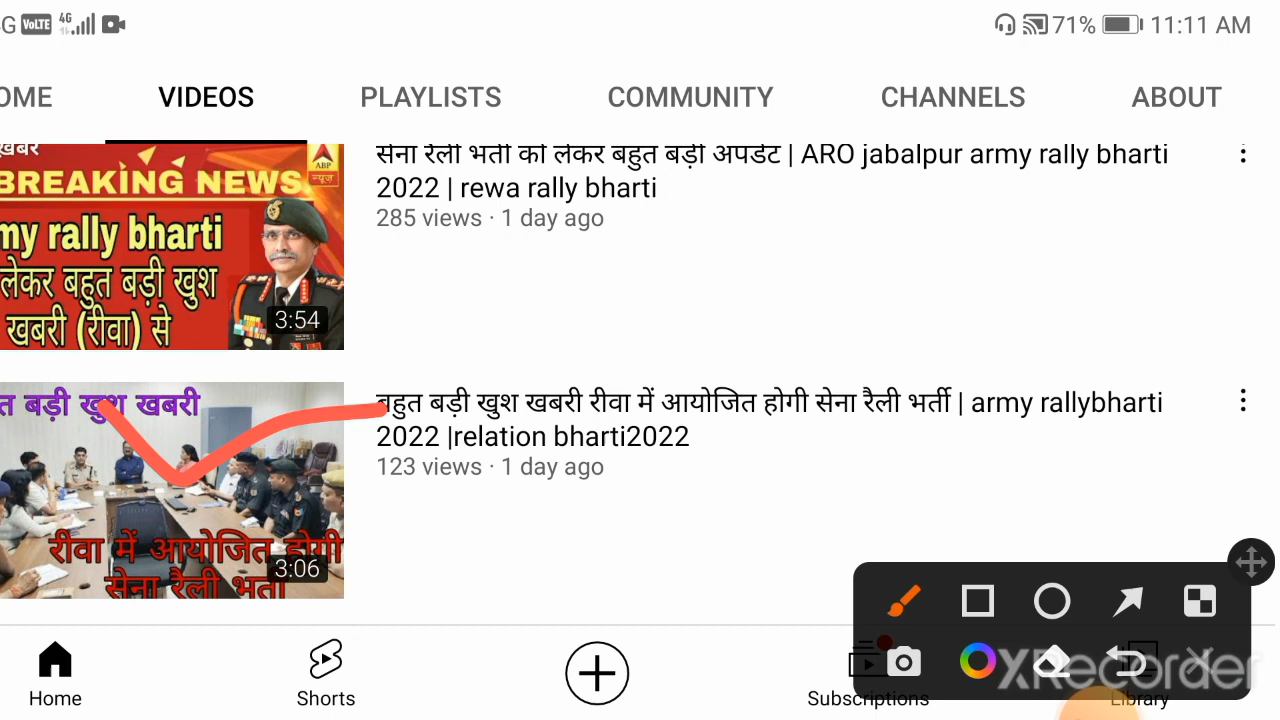 G VoLTE 4G 71% 11:11 AM
OME VIDEOS PLAYLISTS COMMUNITY CHANNELS ABOUT
ख़बर
ABP
न्यूज़
BREAKING NEWS
my rally bharti
लेकर बहुत बड़ी खुश
खबरी (रीवा) से
3:54
सेना रैली भर्ती को लेकर बहुत बड़ी अपडेट | ARO jabalpur army rally bharti
2022 | rewa rally bharti
285 views · 1 day ago
त बड़ी खुश खबरी
रीवा में आयोजित होगी
सेना रैली भर्ती
3:06
बहुत बड़ी खुश खबरी रीवा में आयोजित होगी सेना रैली भर्ती | army rallybharti
2022 |relation bharti2022
123 views · 1 day ago
XRecorder
Home Shorts Subscriptions Library